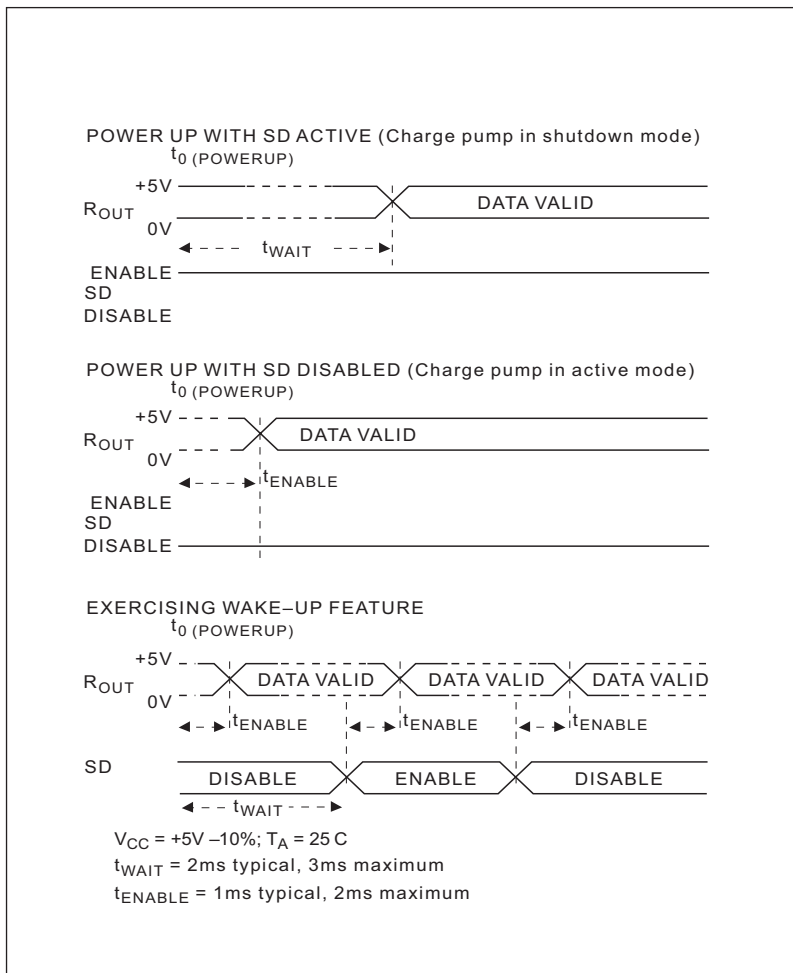 POWER UP WITH SD ACTIVE (Charge pump in shutdown mode)
t0 (POWERUP)
+5V
ROUT
DATA VALID
0V
tWAIT
ENABLE
SD
DISABLE
POWER UP WITH SD DISABLED (Charge pump in active mode)
t0 (POWERUP)
+5V
ROUT
DATA VALID
0V
tENABLE
ENABLE
SD
DISABLE
EXERCISING WAKE–UP FEATURE
t0 (POWERUP)
+5V
ROUT
DATA VALID DATA VALID DATA VALID
0V
tENABLE tENABLE tENABLE
SD
DISABLE ENABLE DISABLE
tWAIT
VCC = +5V –10%; TA = 25 C
tWAIT = 2ms typical, 3ms maximum
tENABLE = 1ms typical, 2ms maximum